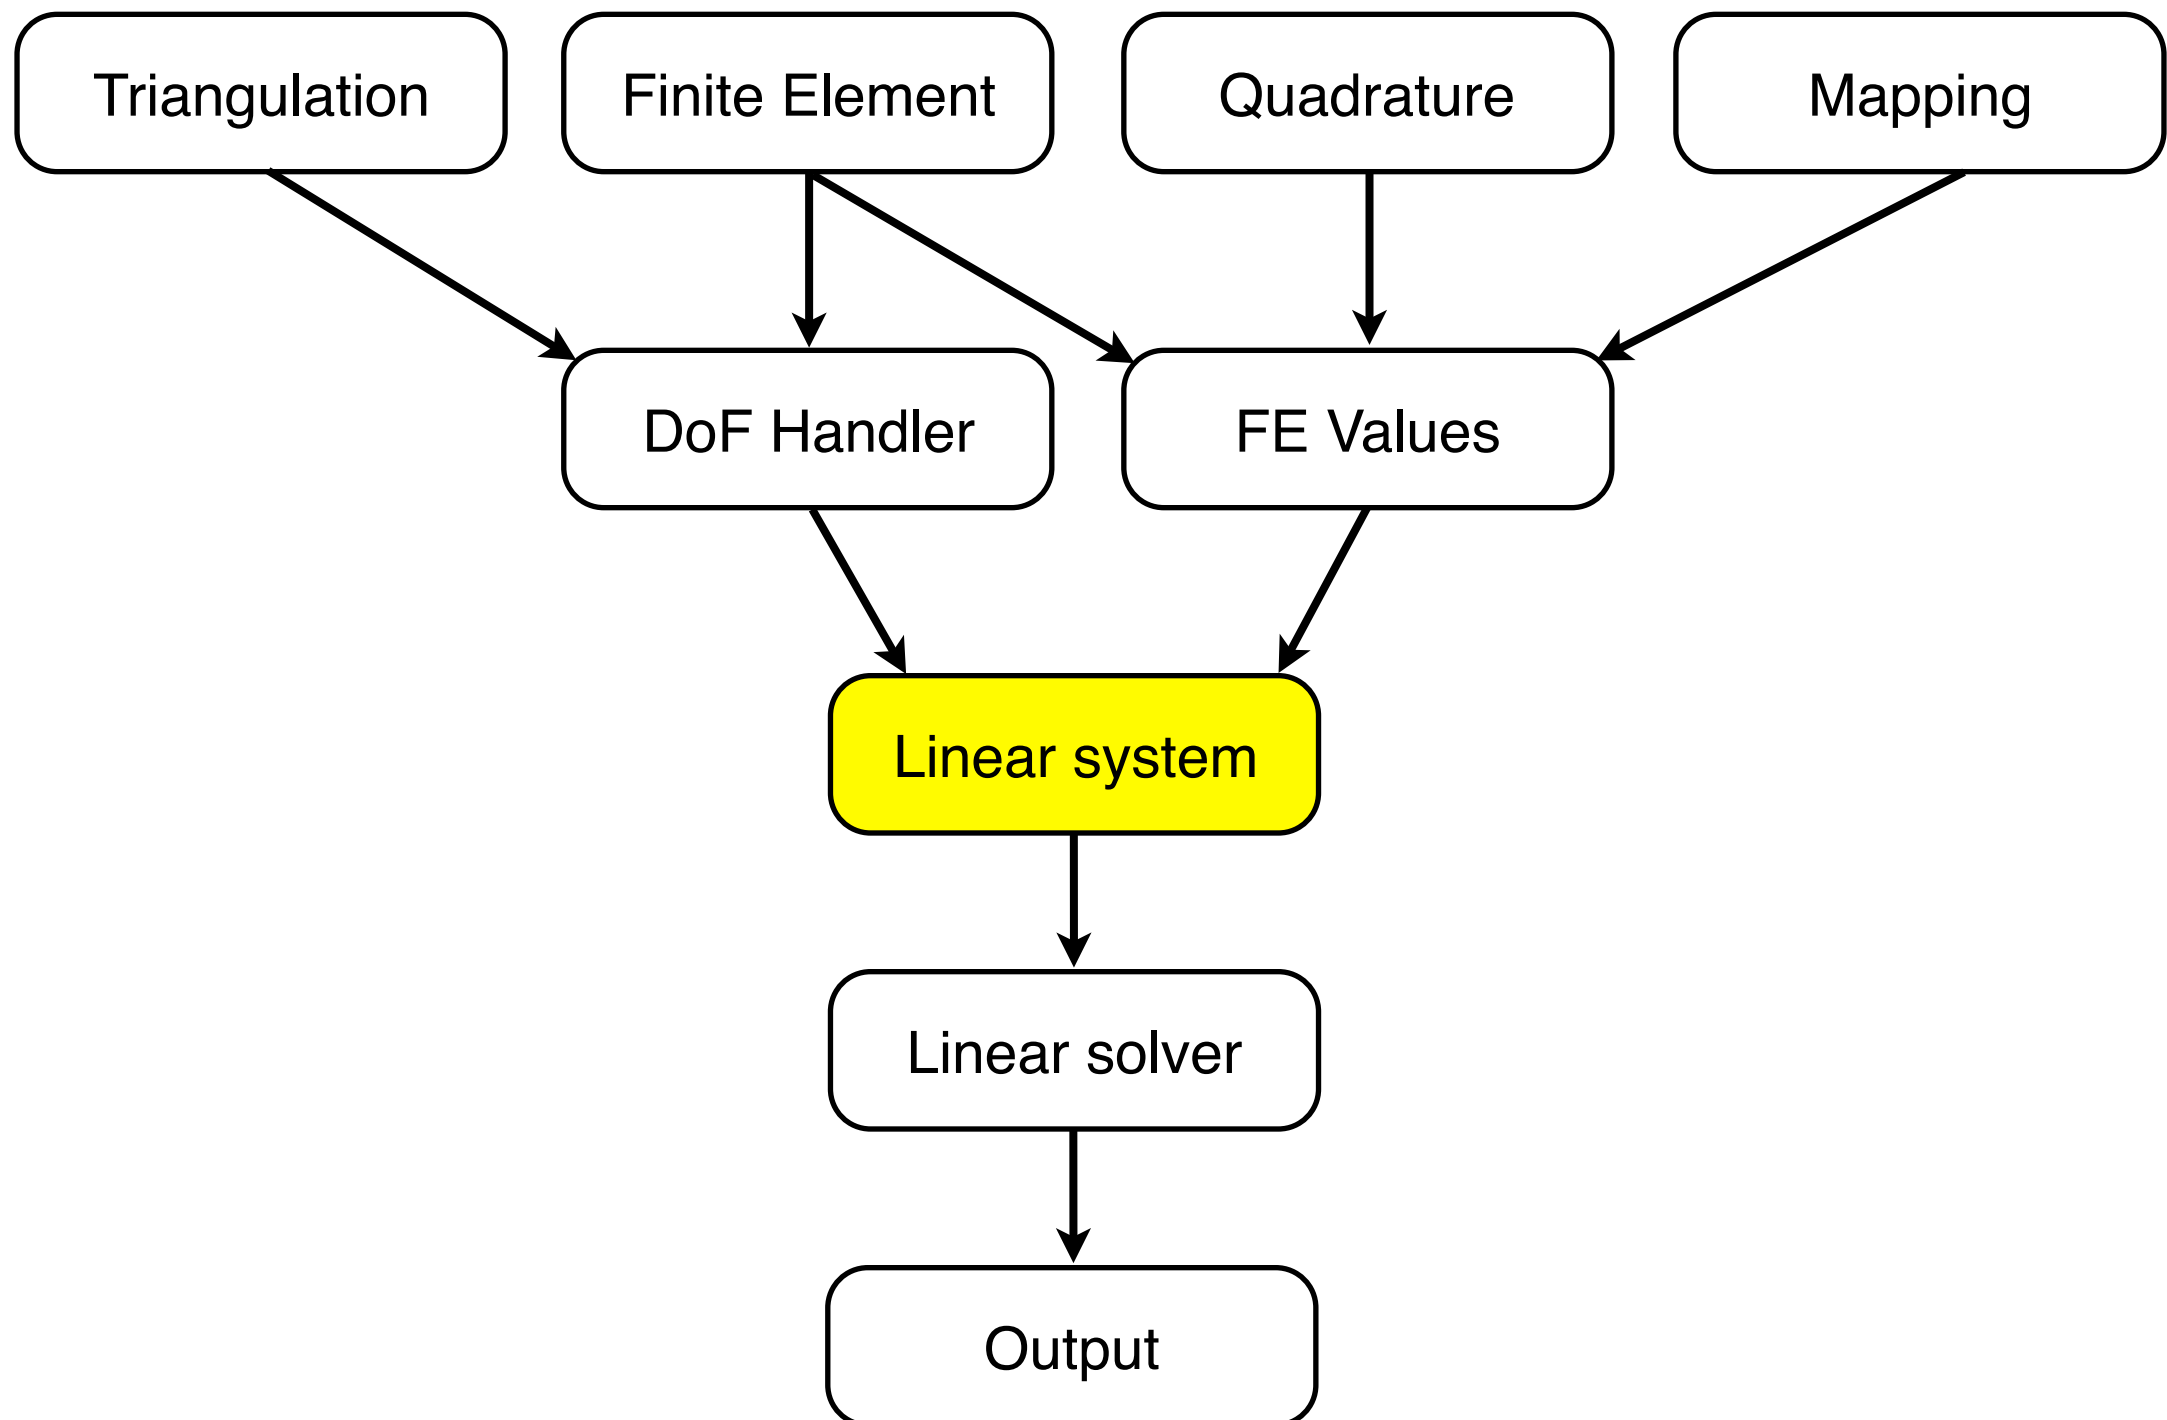 Triangulation
Finite Element
Quadrature
Mapping
DoF Handler
FE Values
Linear system
Linear solver
Output